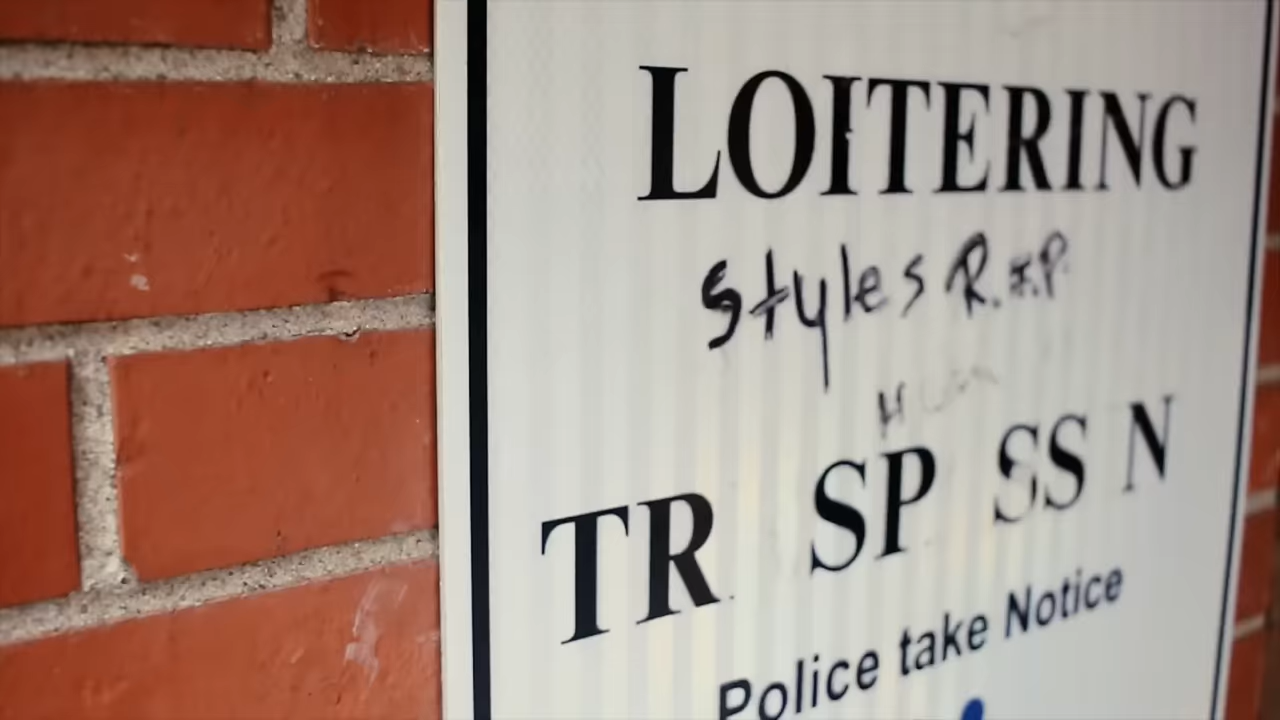 LOITERING
Styles R.I.P.
TR SP SS N
Police take Notice